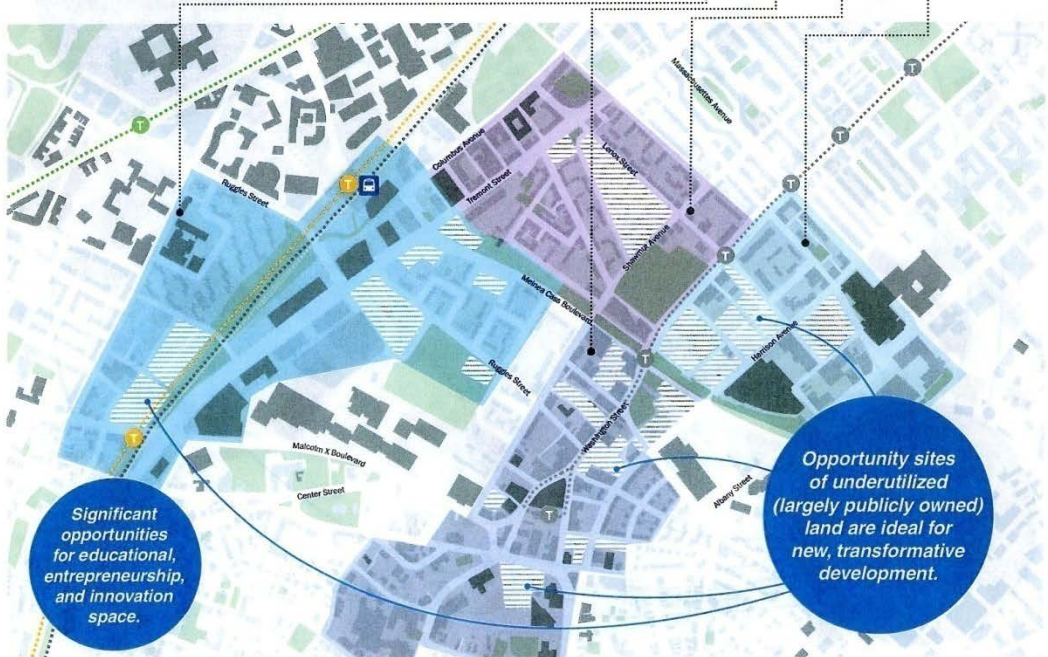 T
Massachusettes Avenue
T
T
Columbus Avenue
Lenox Street
Ruggles Street
T
Tremont Street
T
Shawmut Avenue
T
Melnea Cass Boulevard
Harrison Avenue
T
Ruggles Street
Washington Street
T
Malcolm X Boulevard
Center Street
Albany Street
T
Significant
opportunities
for educational,
entrepreneurship,
and innovation
space.
Opportunity sites
of underutilized
(largely publicly owned)
land are ideal for
new, transformative
development.